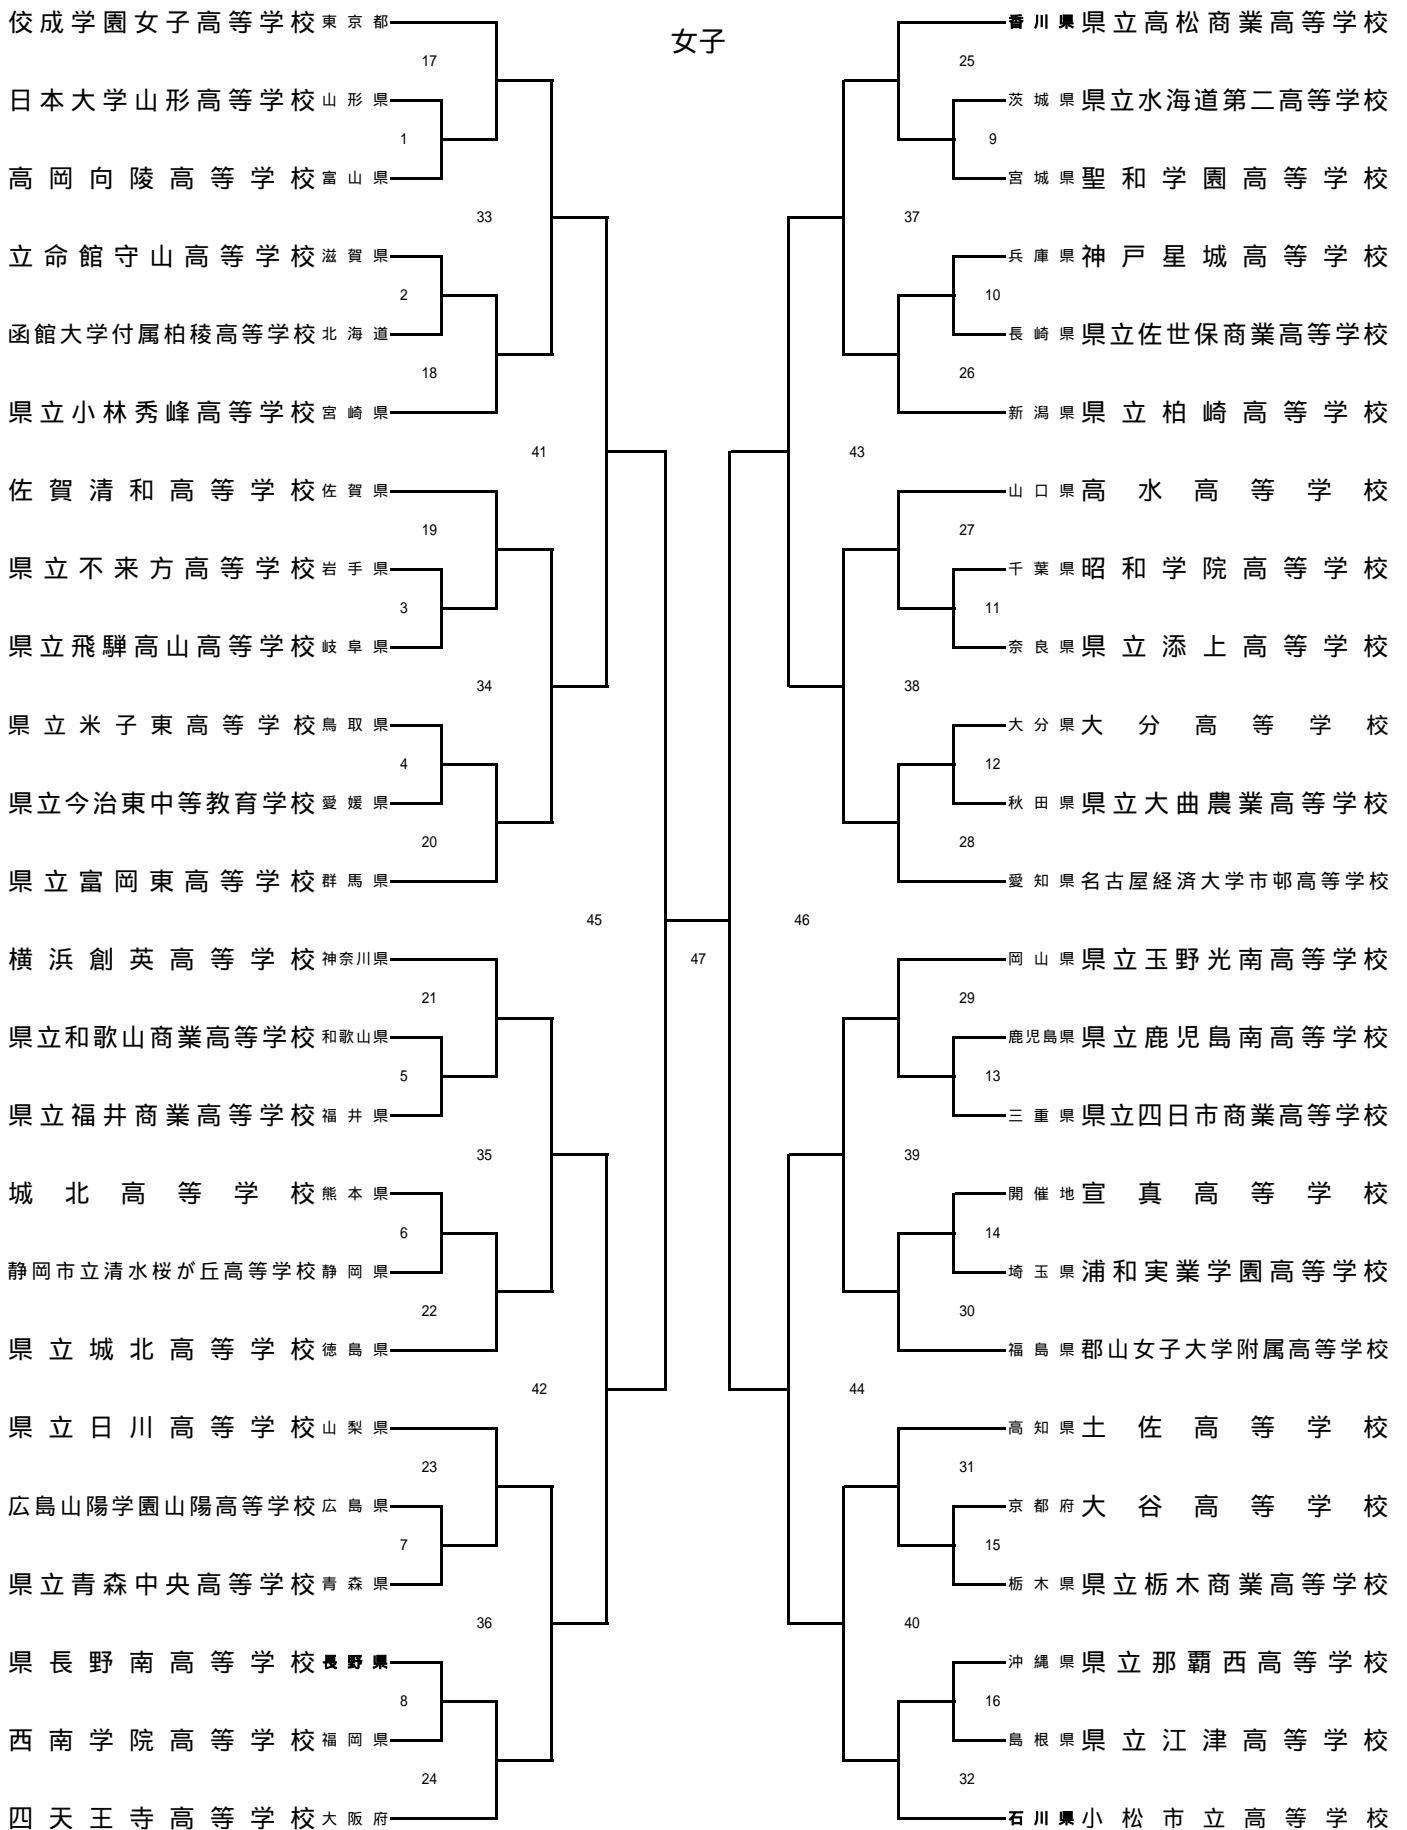 女子
佼成学園女子高等学校 東京都
17
日本大学山形高等学校 山形県
1
高岡向陵高等学校 富山県
33
立命館守山高等学校 滋賀県
2
函館大学付属柏稜高等学校 北海道
18
県立小林秀峰高等学校 宮崎県
41
佐賀清和高等学校 佐賀県
19
県立不来方高等学校 岩手県
3
県立飛騨高山高等学校 岐阜県
34
県立米子東高等学校 鳥取県
4
県立今治東中等教育学校 愛媛県
20
県立富岡東高等学校 群馬県
45
横浜創英高等学校 神奈川県
21
県立和歌山商業高等学校 和歌山県
5
県立福井商業高等学校 福井県
35
城北高等学校 熊本県
6
静岡市立清水桜が丘高等学校 静岡県
22
県立城北高等学校 徳島県
42
県立日川高等学校 山梨県
23
広島山陽学園山陽高等学校 広島県
7
県立青森中央高等学校 青森県
36
県長野南高等学校 長野県
8
西南学院高等学校 福岡県
24
四天王寺高等学校 大阪府
47
香川県 県立高松商業高等学校
25
茨城県 県立水海道第二高等学校
9
宮城県 聖和学園高等学校
37
兵庫県 神戸星城高等学校
10
長崎県 県立佐世保商業高等学校
26
新潟県 県立柏崎高等学校
43
山口県 高水高等学校
27
千葉県 昭和学院高等学校
11
奈良県 県立添上高等学校
38
大分県 大分高等学校
12
秋田県 県立大曲農業高等学校
28
愛知県 名古屋経済大学市邨高等学校
46
岡山県 県立玉野光南高等学校
29
鹿児島県 県立鹿児島南高等学校
13
三重県 県立四日市商業高等学校
39
開催地 宣真高等学校
14
埼玉県 浦和実業学園高等学校
30
福島県 郡山女子大学附属高等学校
44
高知県 土佐高等学校
31
京都府 大谷高等学校
15
栃木県 県立栃木商業高等学校
40
沖縄県 県立那覇西高等学校
16
島根県 県立江津高等学校
32
石川県 小松市立高等学校